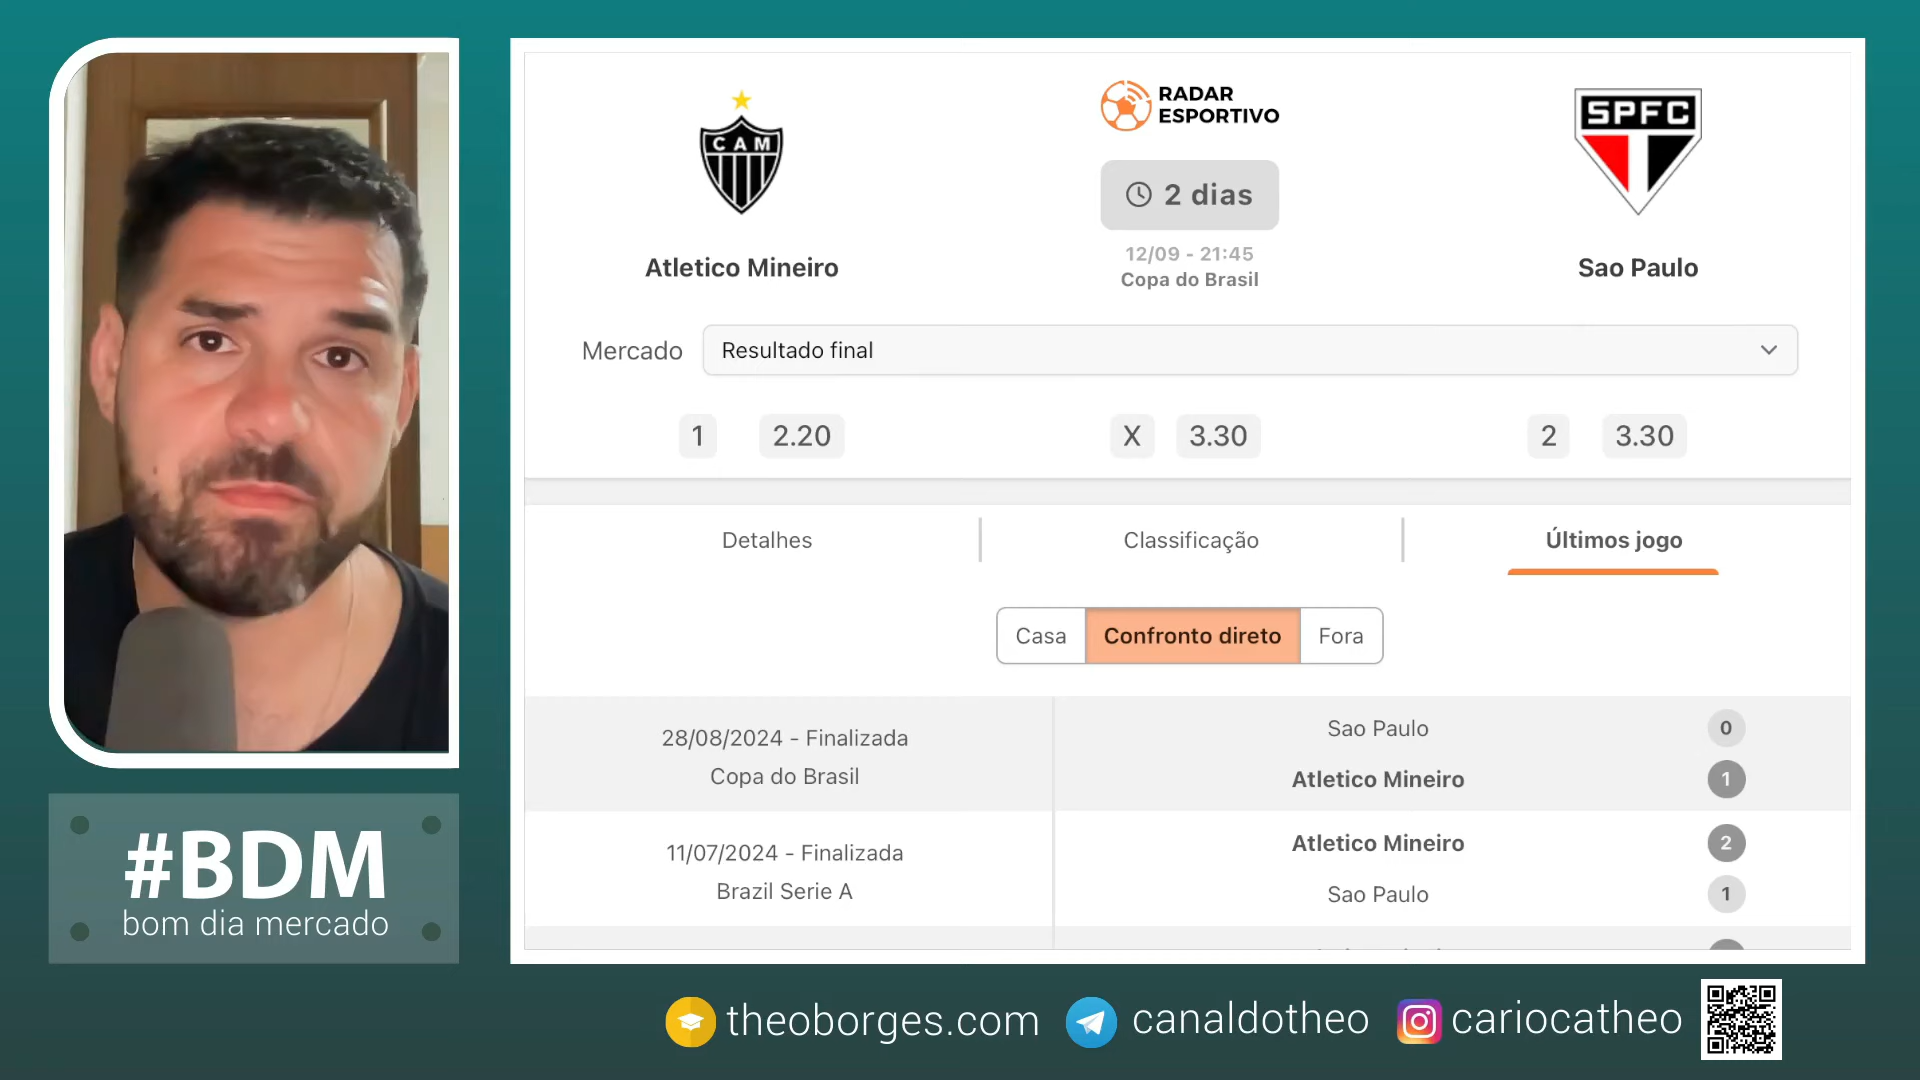 CAM
RADAR
ESPORTIVO
SPFC
2 dias
12/09 - 21:45
Copa do Brasil
Atletico Mineiro
Sao Paulo
Mercado
Resultado final
1
2.20
X
3.30
2
3.30
Detalhes
Classificação
Últimos jogo
Casa
Confronto direto
Fora
28/08/2024 - Finalizada
Copa do Brasil
Sao Paulo
0
Atletico Mineiro
1
11/07/2024 - Finalizada
Brazil Serie A
Atletico Mineiro
2
Sao Paulo
1
#BDM
bom dia mercado
theoborges.com
canaldotheo
cariocatheo